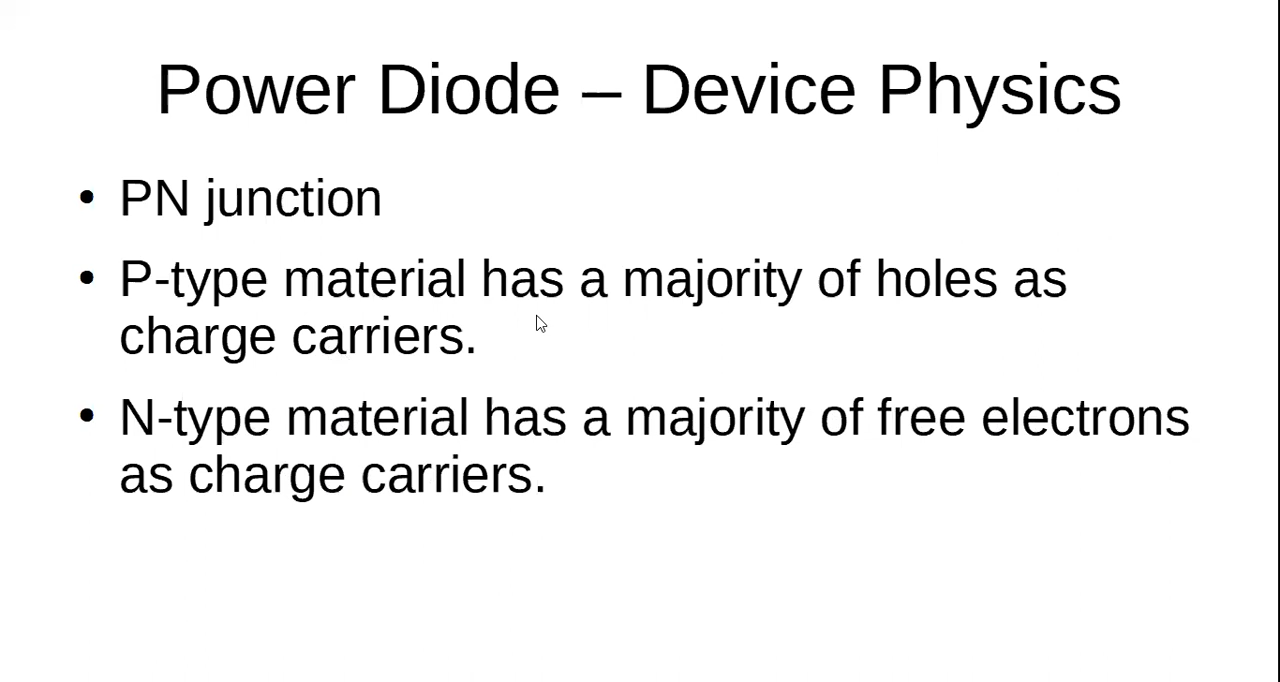 Power Diode – Device Physics
• PN junction
• P-type material has a majority of holes as
charge carriers.
• N-type material has a majority of free electrons
as charge carriers.